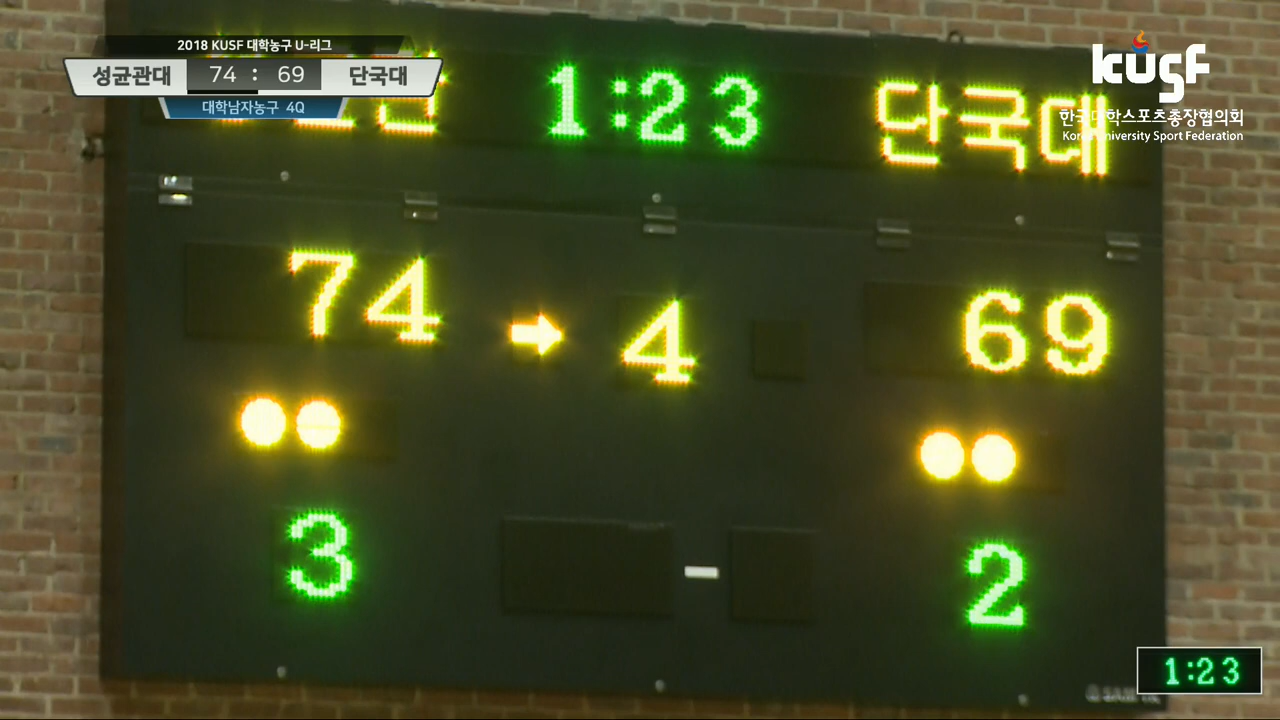 2018 KUSF 대학농구 U-리그
성균관대 74 : 69 단국대
대학남자농구 4Q
kusf
한국대학스포츠총장협의회
Korea University Sport Federation
1:23 단국대
74 4 69
3 2
1:23